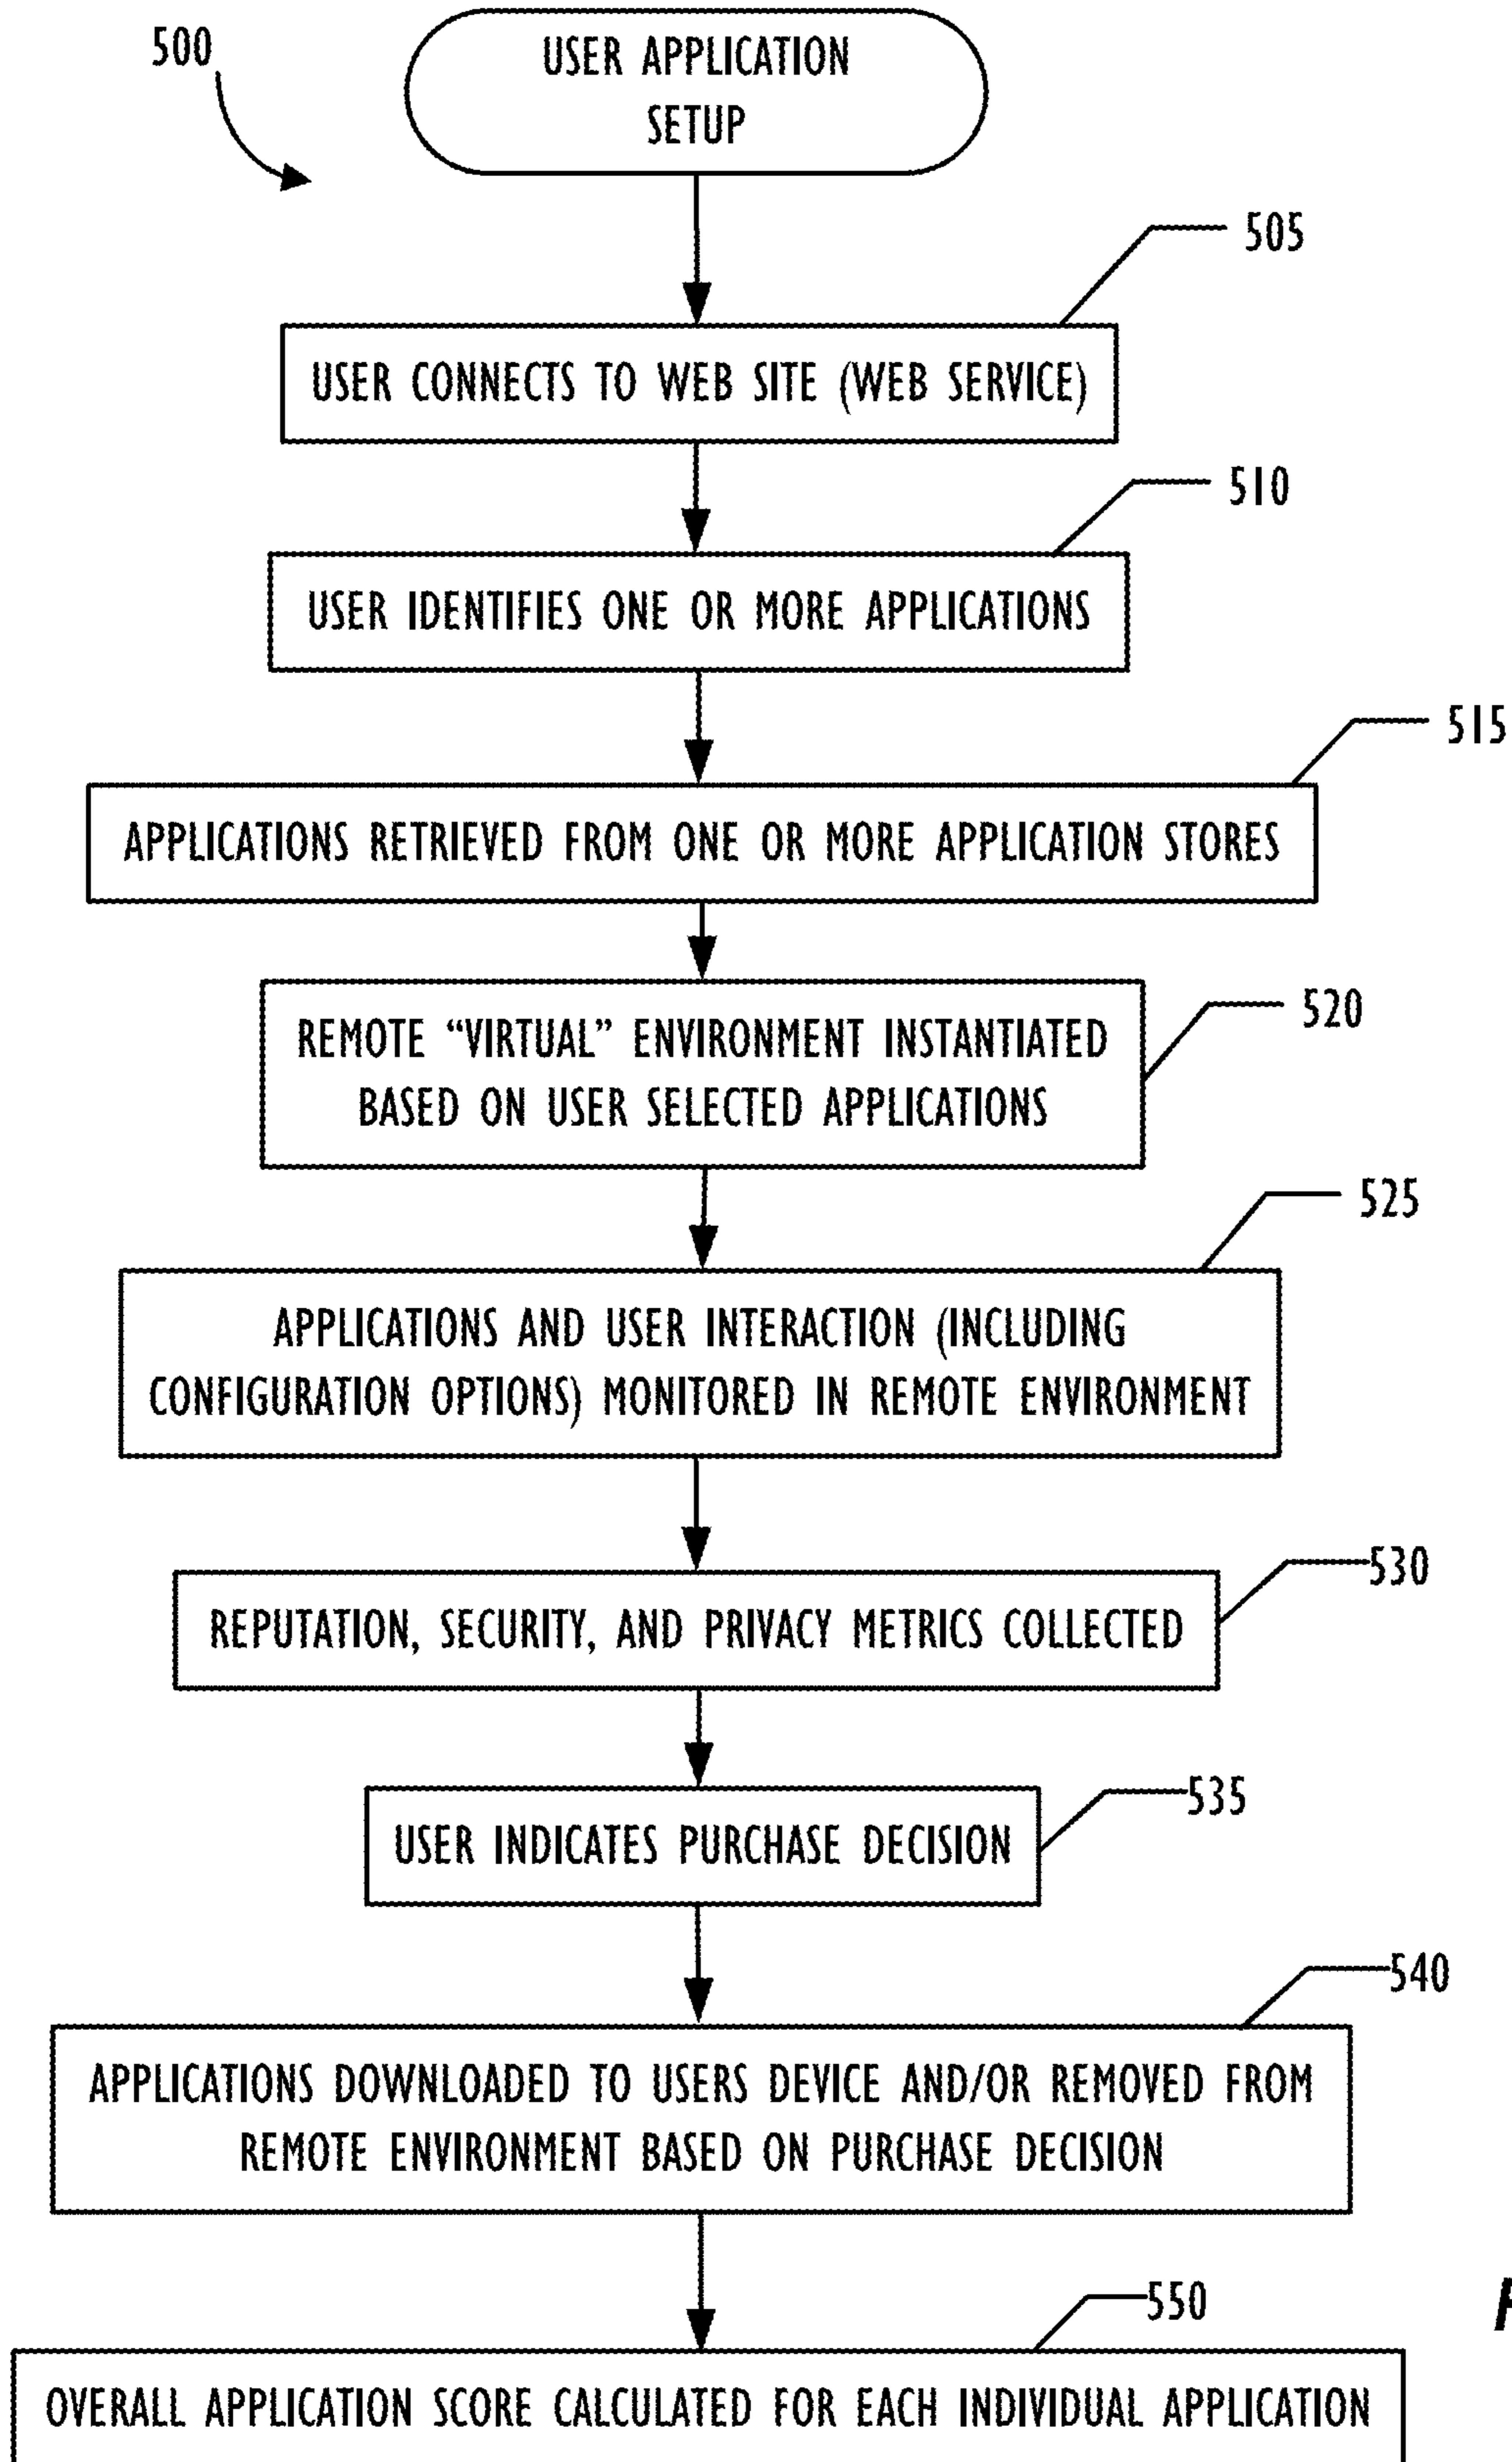 500
USER APPLICATION
SETUP
505
USER CONNECTS TO WEB SITE (WEB SERVICE)
510
USER IDENTIFIES ONE OR MORE APPLICATIONS
515
APPLICATIONS RETRIEVED FROM ONE OR MORE APPLICATION STORES
520
REMOTE “VIRTUAL” ENVIRONMENT INSTANTIATED
BASED ON USER SELECTED APPLICATIONS
525
APPLICATIONS AND USER INTERACTION (INCLUDING
CONFIGURATION OPTIONS) MONITORED IN REMOTE ENVIRONMENT
530
REPUTATION, SECURITY, AND PRIVACY METRICS COLLECTED
535
USER INDICATES PURCHASE DECISION
540
APPLICATIONS DOWNLOADED TO USERS DEVICE AND/OR REMOVED FROM
REMOTE ENVIRONMENT BASED ON PURCHASE DECISION
550
OVERALL APPLICATION SCORE CALCULATED FOR EACH INDIVIDUAL APPLICATION